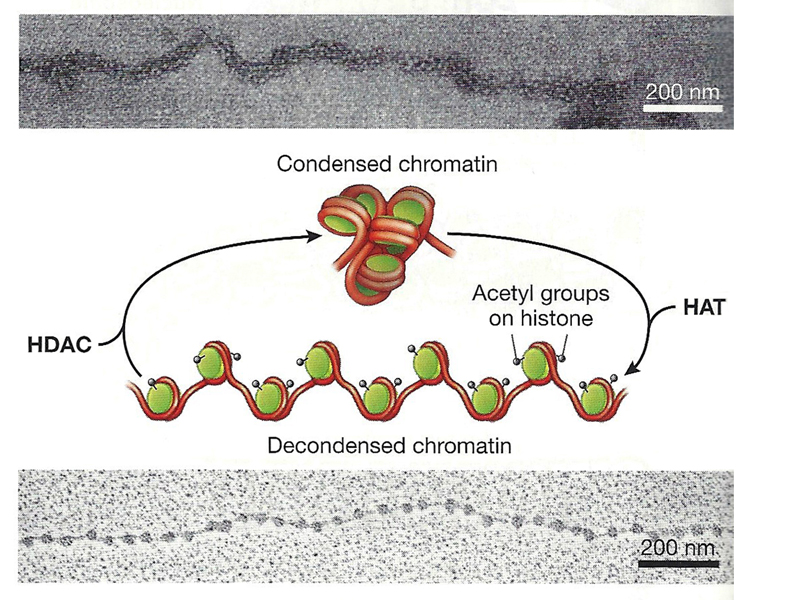 200 nm
Condensed chromatin
Acetyl groups
on histone
HAT
HDAC
Decondensed chromatin
200 nm